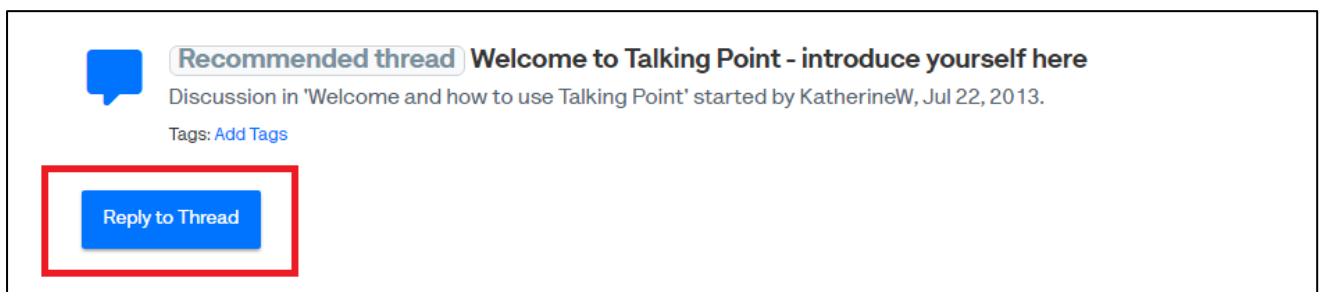 Recommended thread Welcome to Talking Point - introduce yourself here
Discussion in 'Welcome and how to use Talking Point' started by KatherineW, Jul 22, 2013.
Tags: Add Tags
Reply to Thread